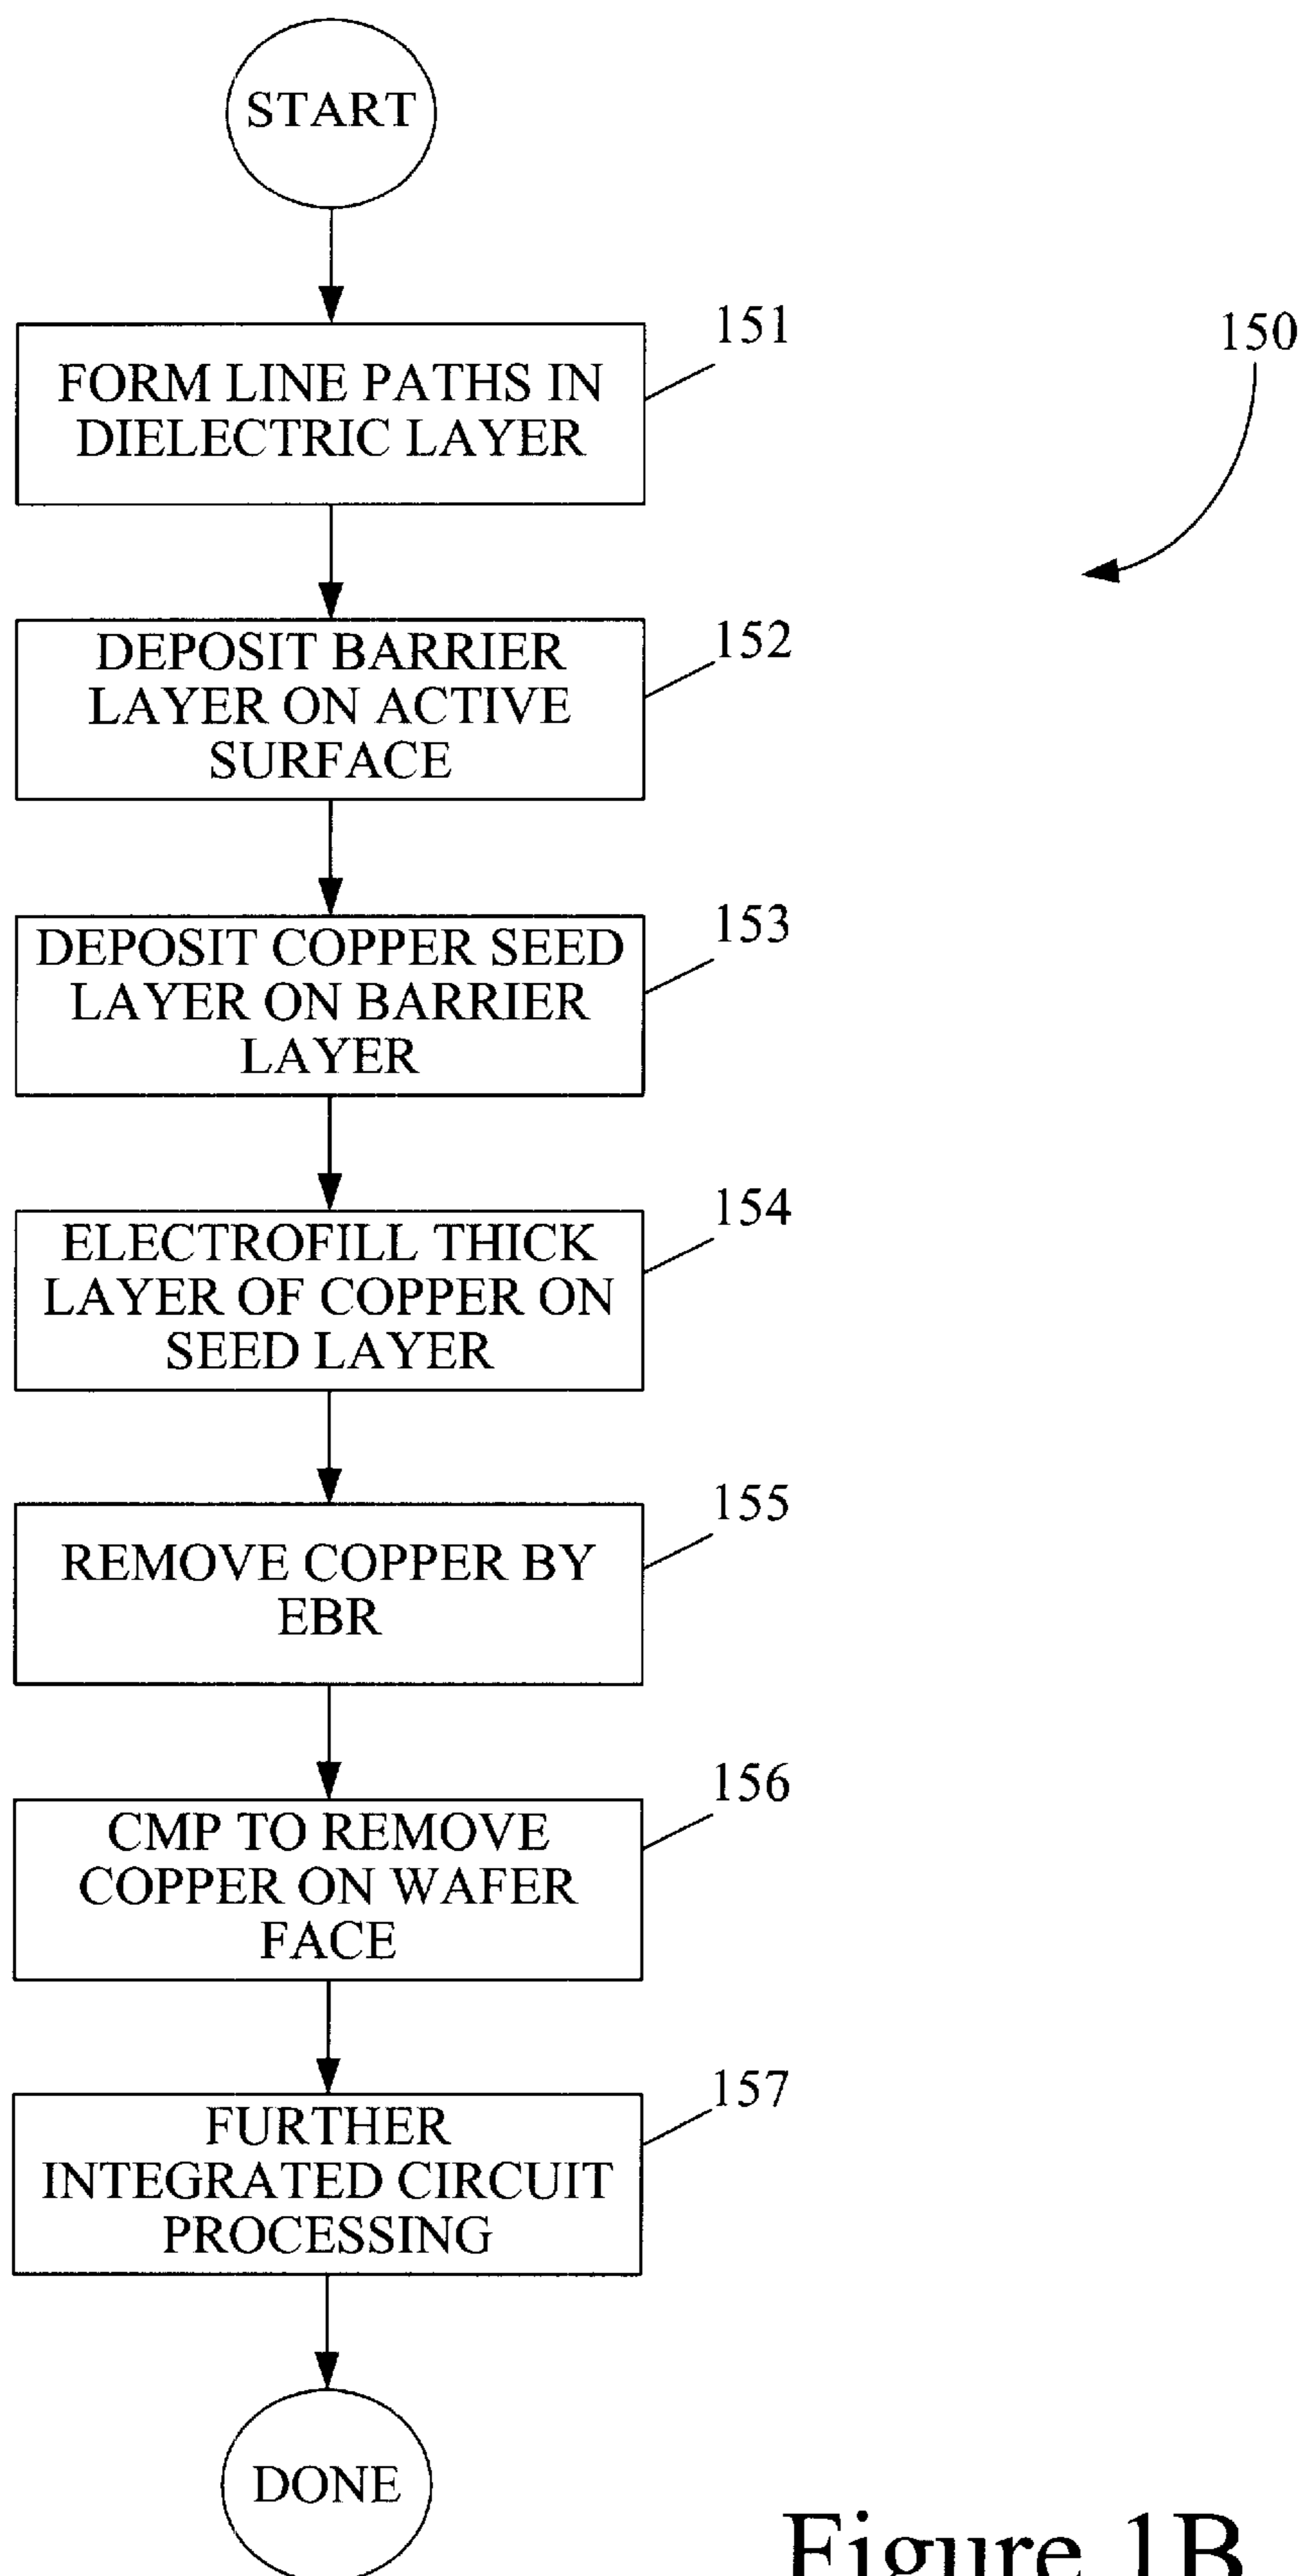 START
151
150
FORM LINE PATHS IN
DIELECTRIC LAYER
152
DEPOSIT BARRIER
LAYER ON ACTIVE
SURFACE
153
DEPOSIT COPPER SEED
LAYER ON BARRIER
LAYER
154
ELECTROFILL THICK
LAYER OF COPPER ON
SEED LAYER
155
REMOVE COPPER BY
EBR
156
CMP TO REMOVE
COPPER ON WAFER
FACE
157
FURTHER
INTEGRATED CIRCUIT
PROCESSING
DONE
Figure 1B